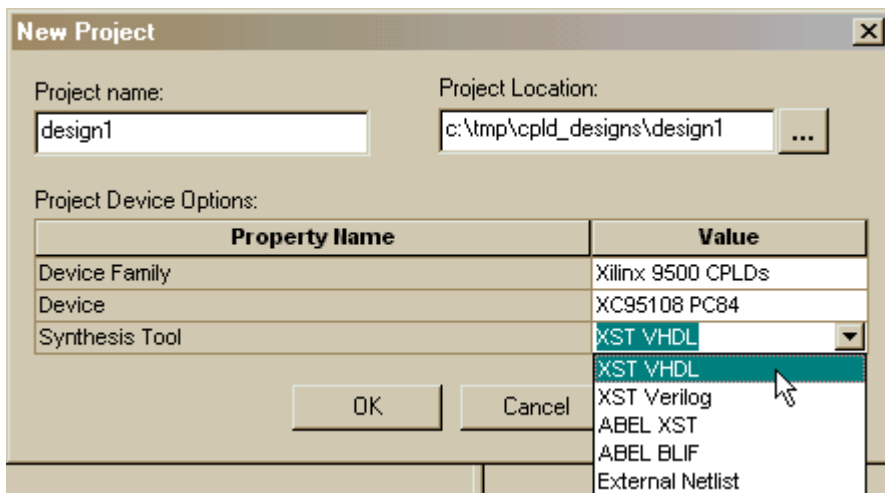 New Project
Project name:
Project Location:
design1
c:\tmp\cpld_designs\design1
...
Project Device Options:
Property Name
Value
Device Family
Xilinx 9500 CPLDs
Device
XC95108 PC84
Synthesis Tool
XST VHDL
XST VHDL
XST Verilog
ABEL XST
ABEL BLIF
External Netlist
OK
Cancel